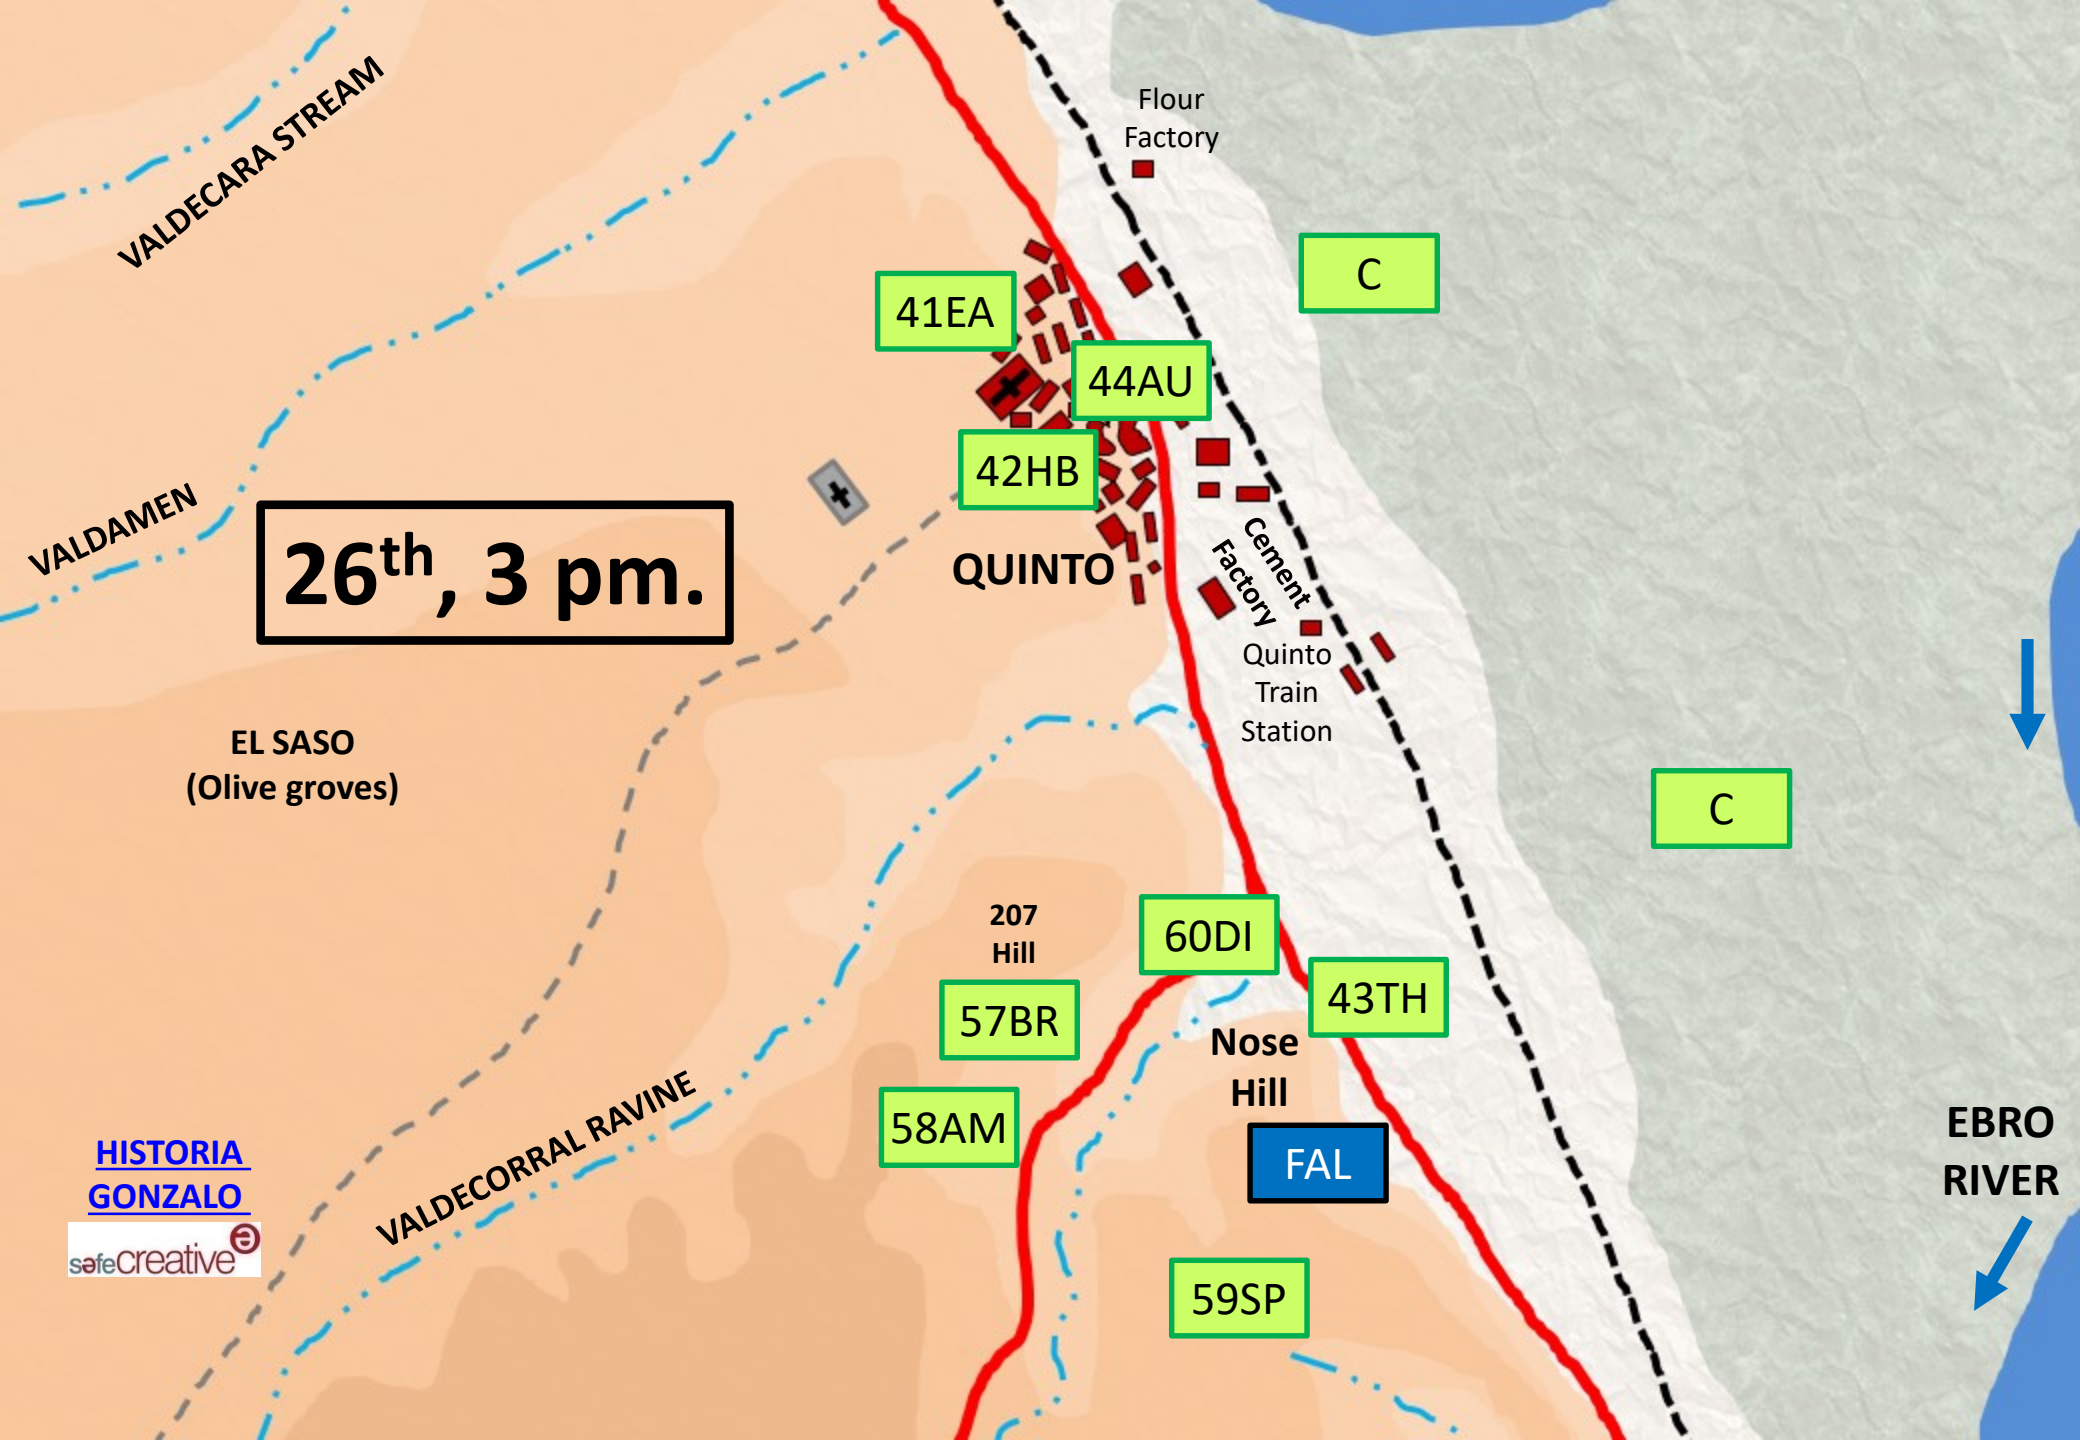 VALDECARA STREAM
Flour
Factory
C
41EA
44AU
42HB
VALDAMEN
26th, 3 pm.
QUINTO
Cement
Factory
Quinto
Train
Station
EL SASO
(Olive groves)
C
207
Hill
60DI
57BR
43TH
Nose
Hill
58AM
FAL
VALDECORRAL RAVINE
EBRO
RIVER
HISTORIA
GONZALO
safecreative
59SP